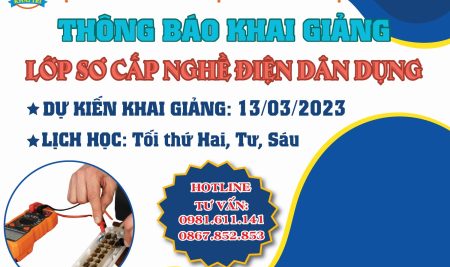 THÔNG BÁO KHAI GIẢNG
LỚP SƠ CẤP NGHỀ ĐIỆN DÂN DỤNG
★ DỰ KIẾN KHAI GIẢNG: 13/03/2023
★ LỊCH HỌC: Tối thứ Hai, Tư, Sáu
HOTLINE
TƯ VẤN:
0981.611.141
0867.852.853